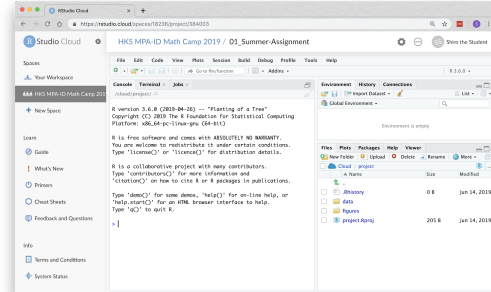 RStudio Cloud
https://rstudio.cloud/spaces/18236/project/384003
RStudio Cloud
HKS MPA-ID Math Camp 2019 / 01_Summer-Assignment
Shiro the Student
Spaces
Your Workspace
HKS MPA-ID Math Camp 201
New Space
Learn
Guide
What's New
Primers
Cheat Sheets
Feedback and Questions
Info
Terms and Conditions
System Status
File Edit Code View Plots Session Build Debug Profile Tools Help
Go to file/function
Addins
R 3.6.0
Console Terminal × Jobs ×
/cloud/project/
R version 3.6.0 (2019-04-26) -- "Planting of a Tree"
Copyright (C) 2019 The R Foundation for Statistical Computing
Platform: x86_64-pc-linux-gnu (64-bit)
R is free software and comes with ABSOLUTELY NO WARRANTY.
You are welcome to redistribute it under certain conditions.
Type 'license()' or 'licence()' for distribution details.
R is a collaborative project with many contributors.
Type 'contributors()' for more information and
'citation()' on how to cite R or R packages in publications.
Type 'demo()' for some demos, 'help()' for on-line help, or
'help.start()' for an HTML browser interface to help.
Type 'q()' to quit R.
>
Environment History Connections
Import Dataset
List
Global Environment
Environment is empty
Files Plots Packages Help Viewer
New Folder Upload Delete Rename More
Cloud project
Name Size Modified
..
.Rhistory 0 B Jun 14, 2019
data
figures
project.Rproj 205 B Jun 14, 2019